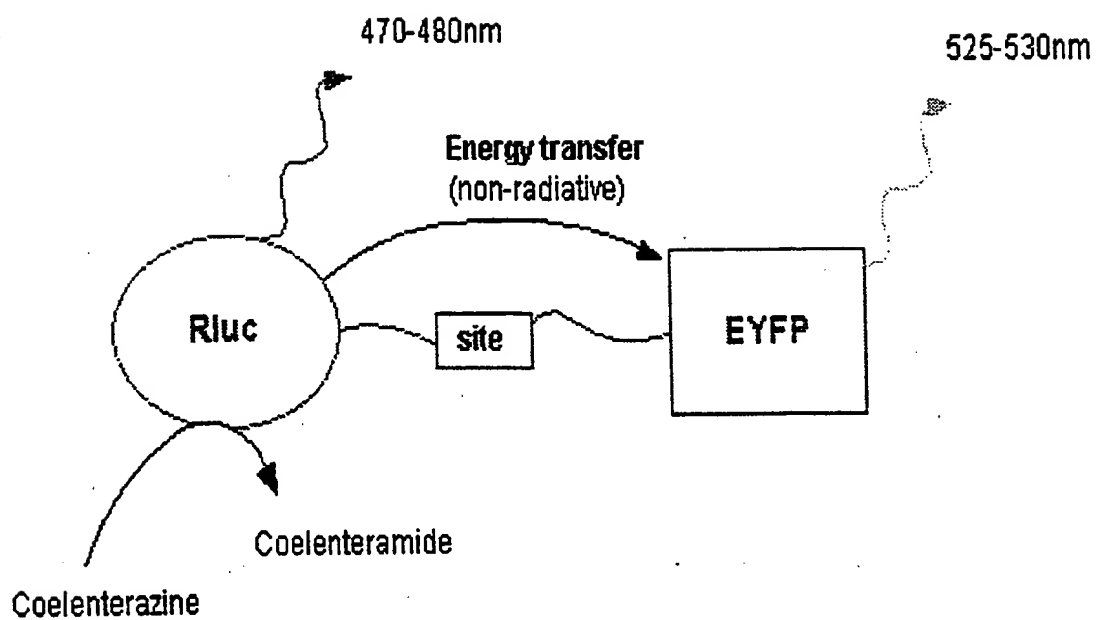 470-480nm
525-530nm
Energy transfer
(non-radiative)
Rluc
site
EYFP
Coelenteramide
Coelenterazine